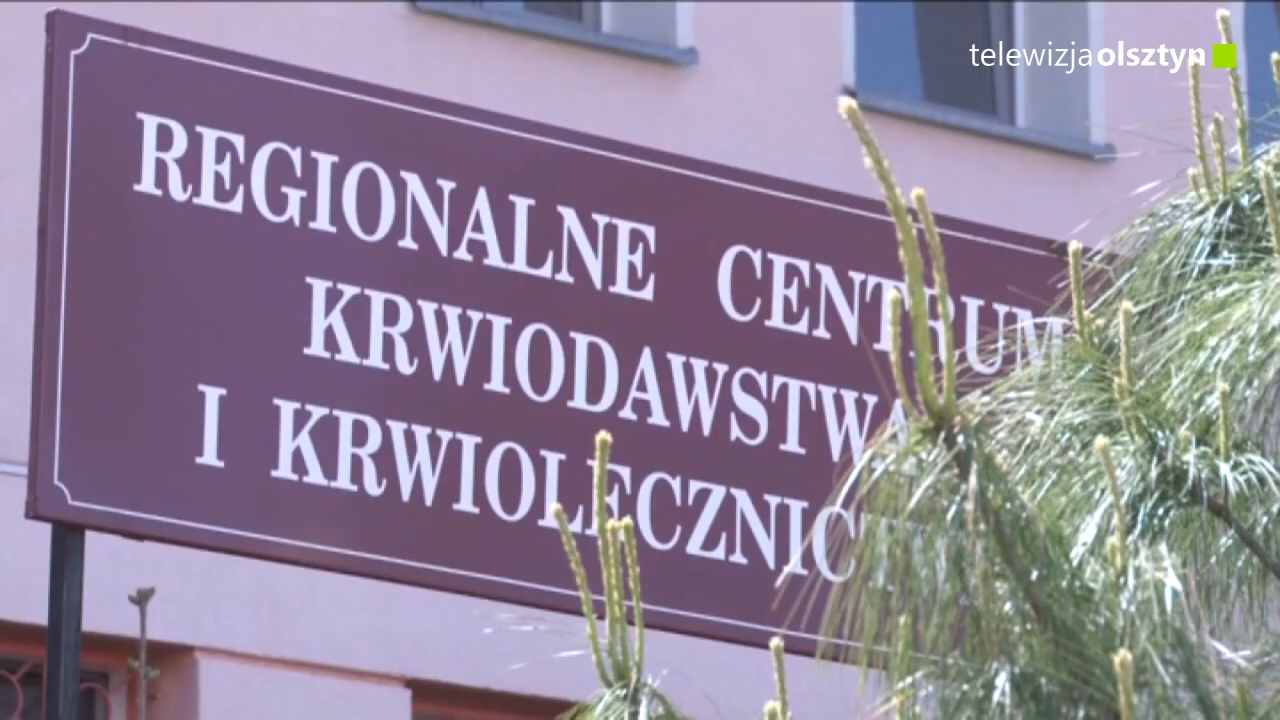 telewizjaolsztyn
REGIONALNE CENTRUM
KRWIODAWSTWA
I KRWIOLECZNIC